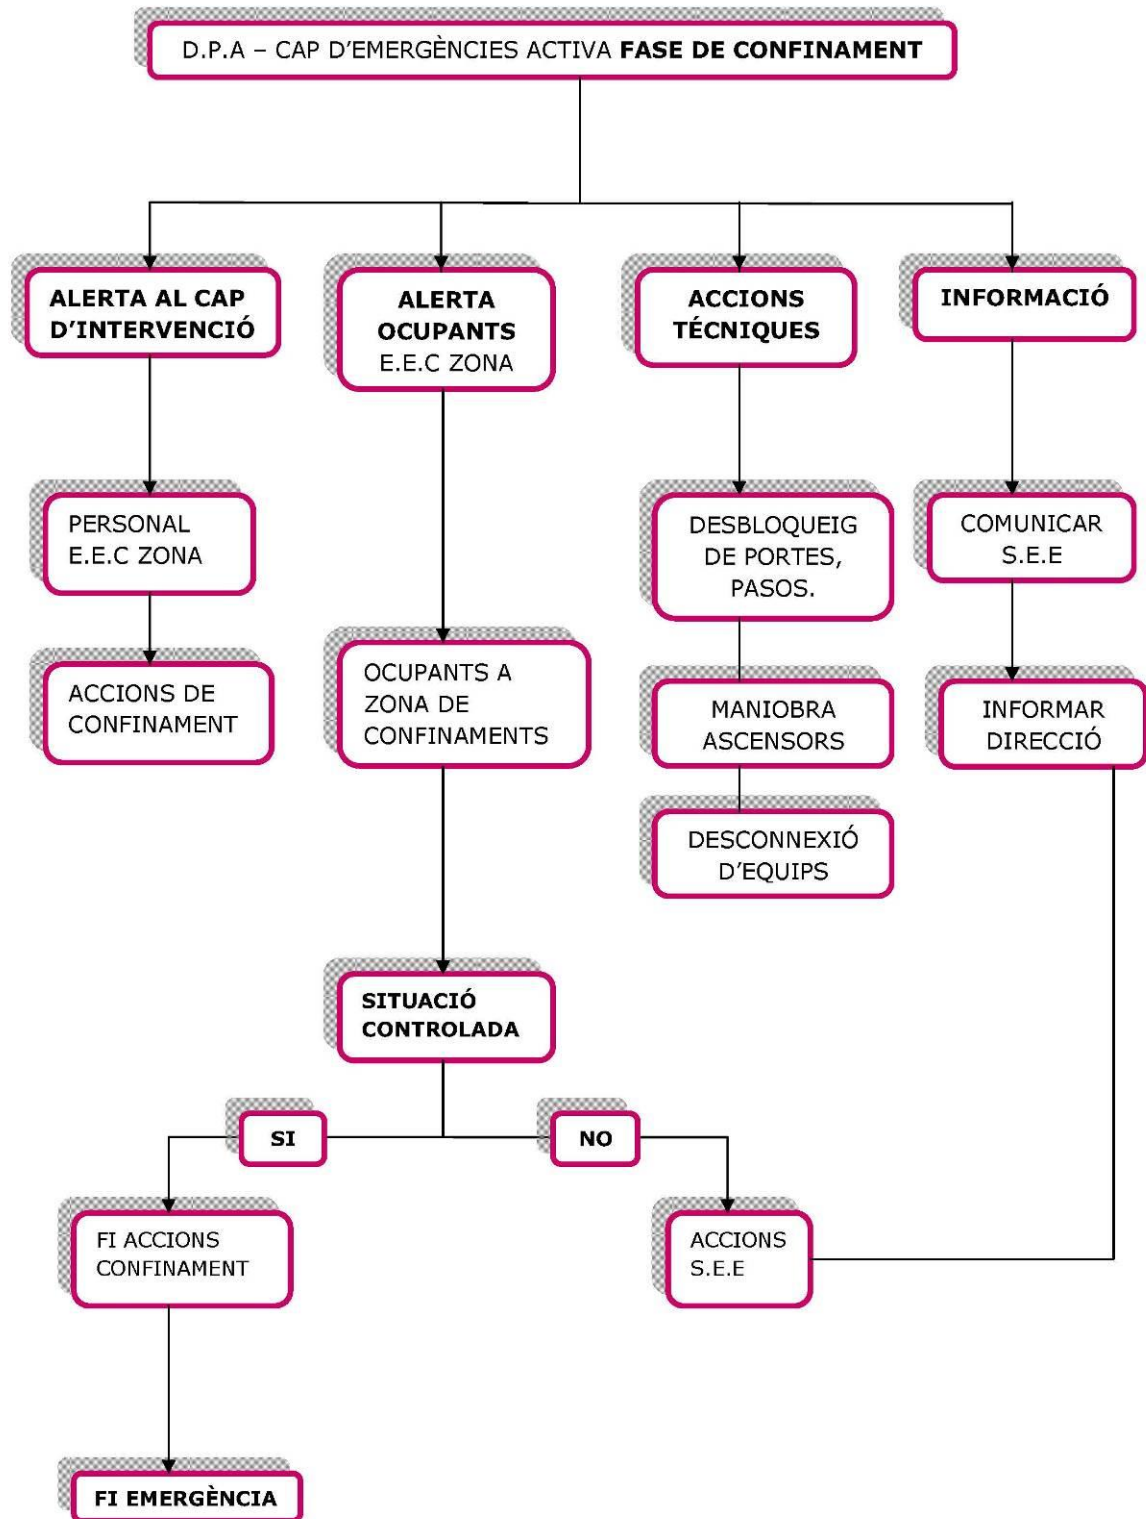 D.P.A – CAP D'EMERGÈNCIES ACTIVA FASE DE CONFINAMENT
ALERTA AL CAP
D'INTERVENCIÓ
ALERTA
OCUPANTS
E.E.C ZONA
ACCIONS
TÉCNIQUES
INFORMACIÓ
PERSONAL
E.E.C ZONA
DESBLOQUEIG
DE PORTES,
PASOS.
COMUNICAR
S.E.E
ACCIONS DE
CONFINAMENT
OCUPANTS A
ZONA DE
CONFINAMENTS
MANIOBRA
ASCENSORS
INFORMAR
DIRECCIÓ
DESCONNEXIÓ
D'EQUIPS
SITUACIÓ
CONTROLADA
SI
NO
FI ACCIONS
CONFINAMENT
ACCIONS
S.E.E
FI EMERGÈNCIA